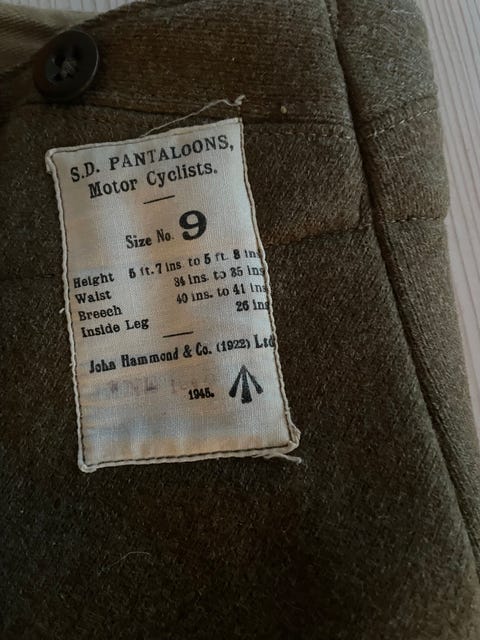 S.D. PANTALOONS,
Motor Cyclists.
Size No. 9
Height 5 ft. 7 ins. to 5 ft. 8 ins
Waist 34 ins. to 35 ins
Breech 40 ins. to 41 ins
Inside Leg 26 ins
John Hammond & Co. (1922) Ltd
1945.